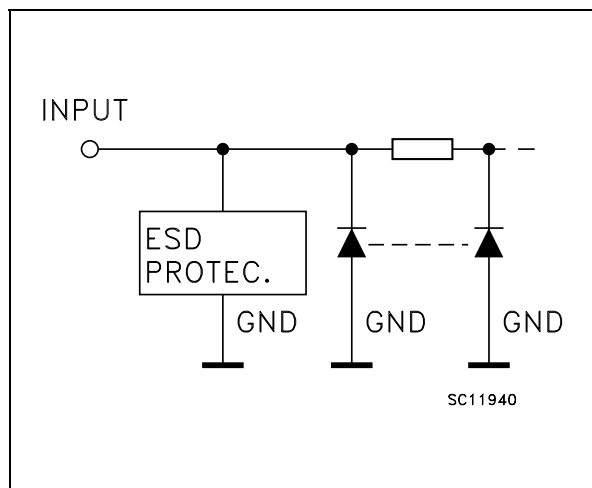 INPUT
ESD
PROTEC.
GND
GND
GND
SC11940